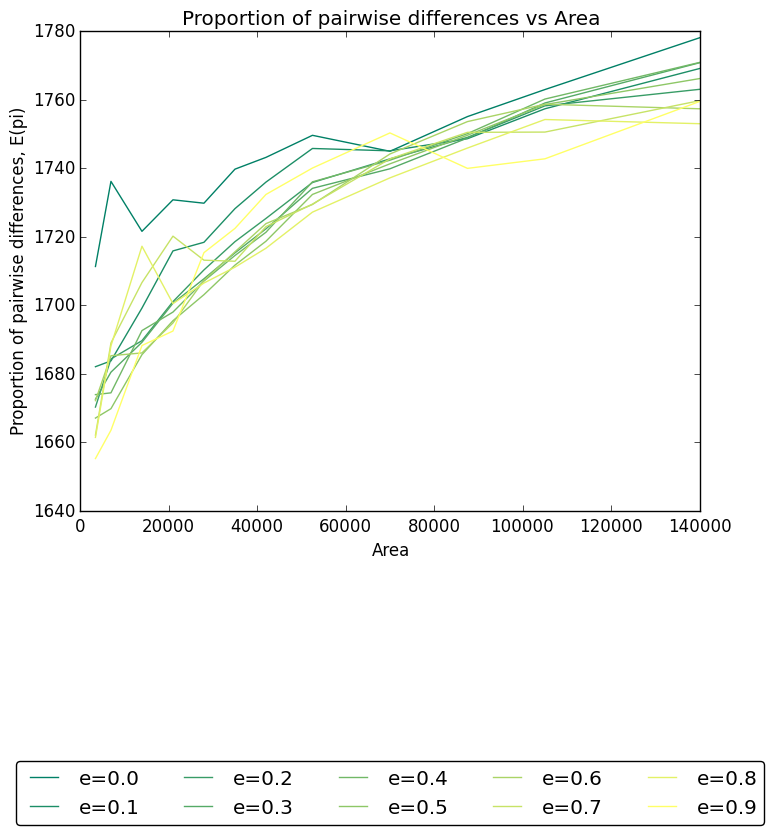 Proportion of pairwise differences vs Area
Proportion of pairwise differences, E(pi)
1780
1760
1740
1720
1700
1680
1660
1640
0 20000 40000 60000 80000 100000 120000 140000
Area
e=0.0 e=0.2 e=0.4 e=0.6 e=0.8
e=0.1 e=0.3 e=0.5 e=0.7 e=0.9